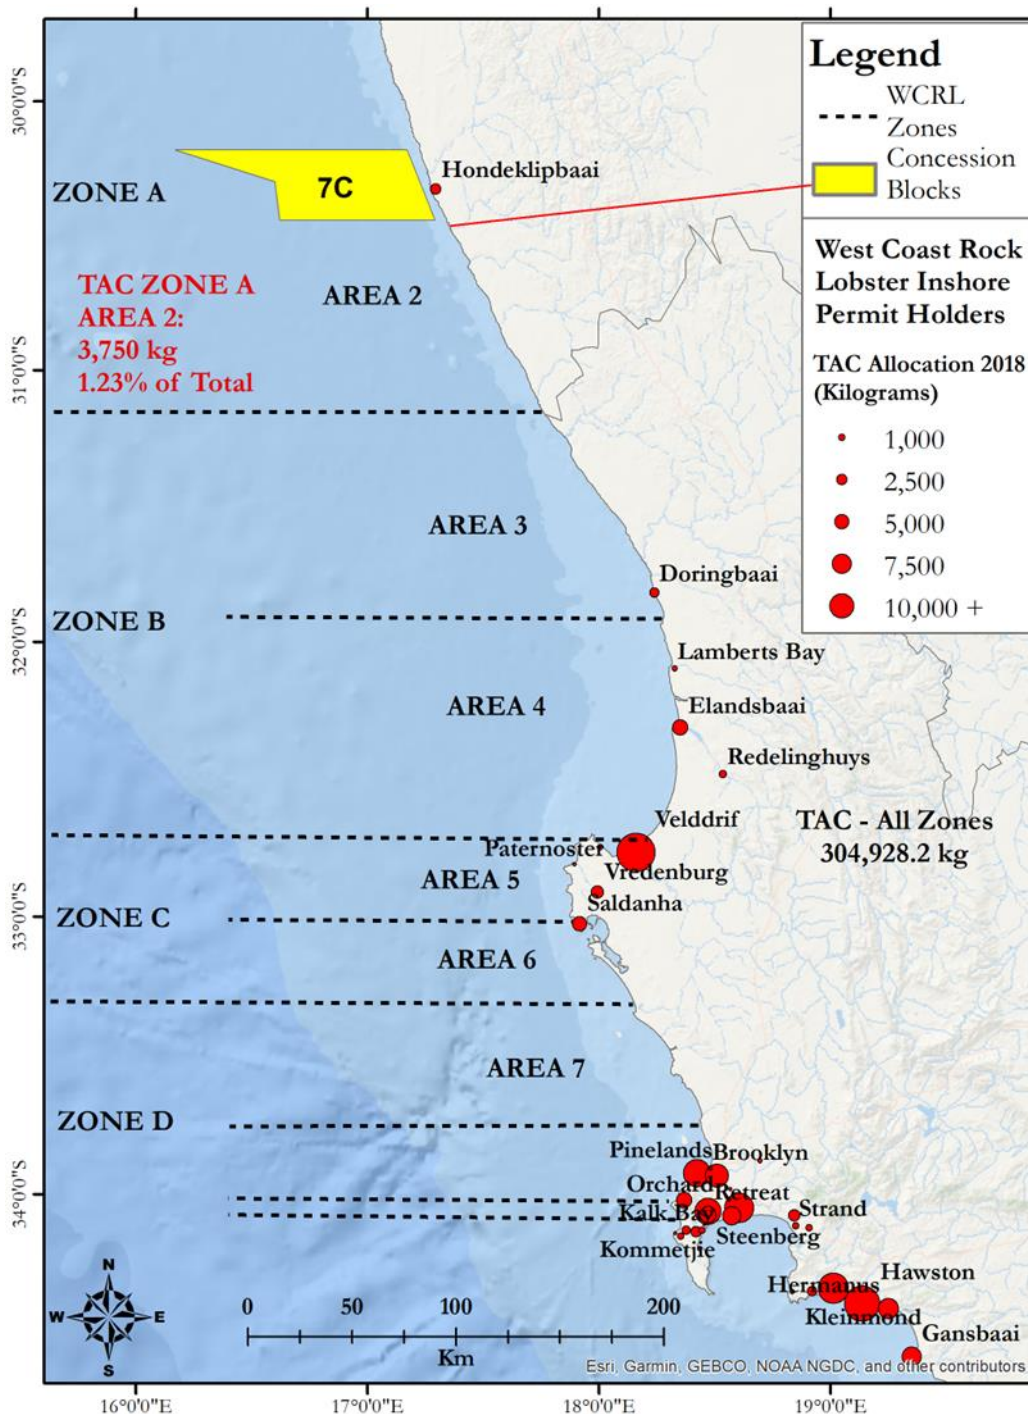 Legend
WCRL
Zones
Concession
Blocks
West Coast Rock
Lobster Inshore
Permit Holders
TAC Allocation 2018
(Kilograms)
1,000
2,500
5,000
7,500
10,000 +
30°0'0"S
31°0'0"S
32°0'0"S
33°0'0"S
34°0'0"S
7C
Hondeklipbaai
ZONE A
TAC ZONE A
AREA 2:
3,750 kg
1.23% of Total
AREA 2
AREA 3
Doringbaai
ZONE B
Lamberts Bay
AREA 4
Elandsbaai
Redelinghuys
Velddrif
TAC - All Zones
304,928.2 kg
Paternoster
Vredenburg
AREA 5
Saldanha
ZONE C
AREA 6
AREA 7
ZONE D
Pinelands
Brooklyn
Orchard
Retreat
Kalk Bay
Strand
Steenberg
Kommetjie
Hawston
Hermanus
Kleinmond
Gansbaai
N
W
E
S
0
50
100
200
Km
Esri, Garmin, GEBCO, NOAA NGDC, and other contributors
16°0'0"E
17°0'0"E
18°0'0"E
19°0'0"E